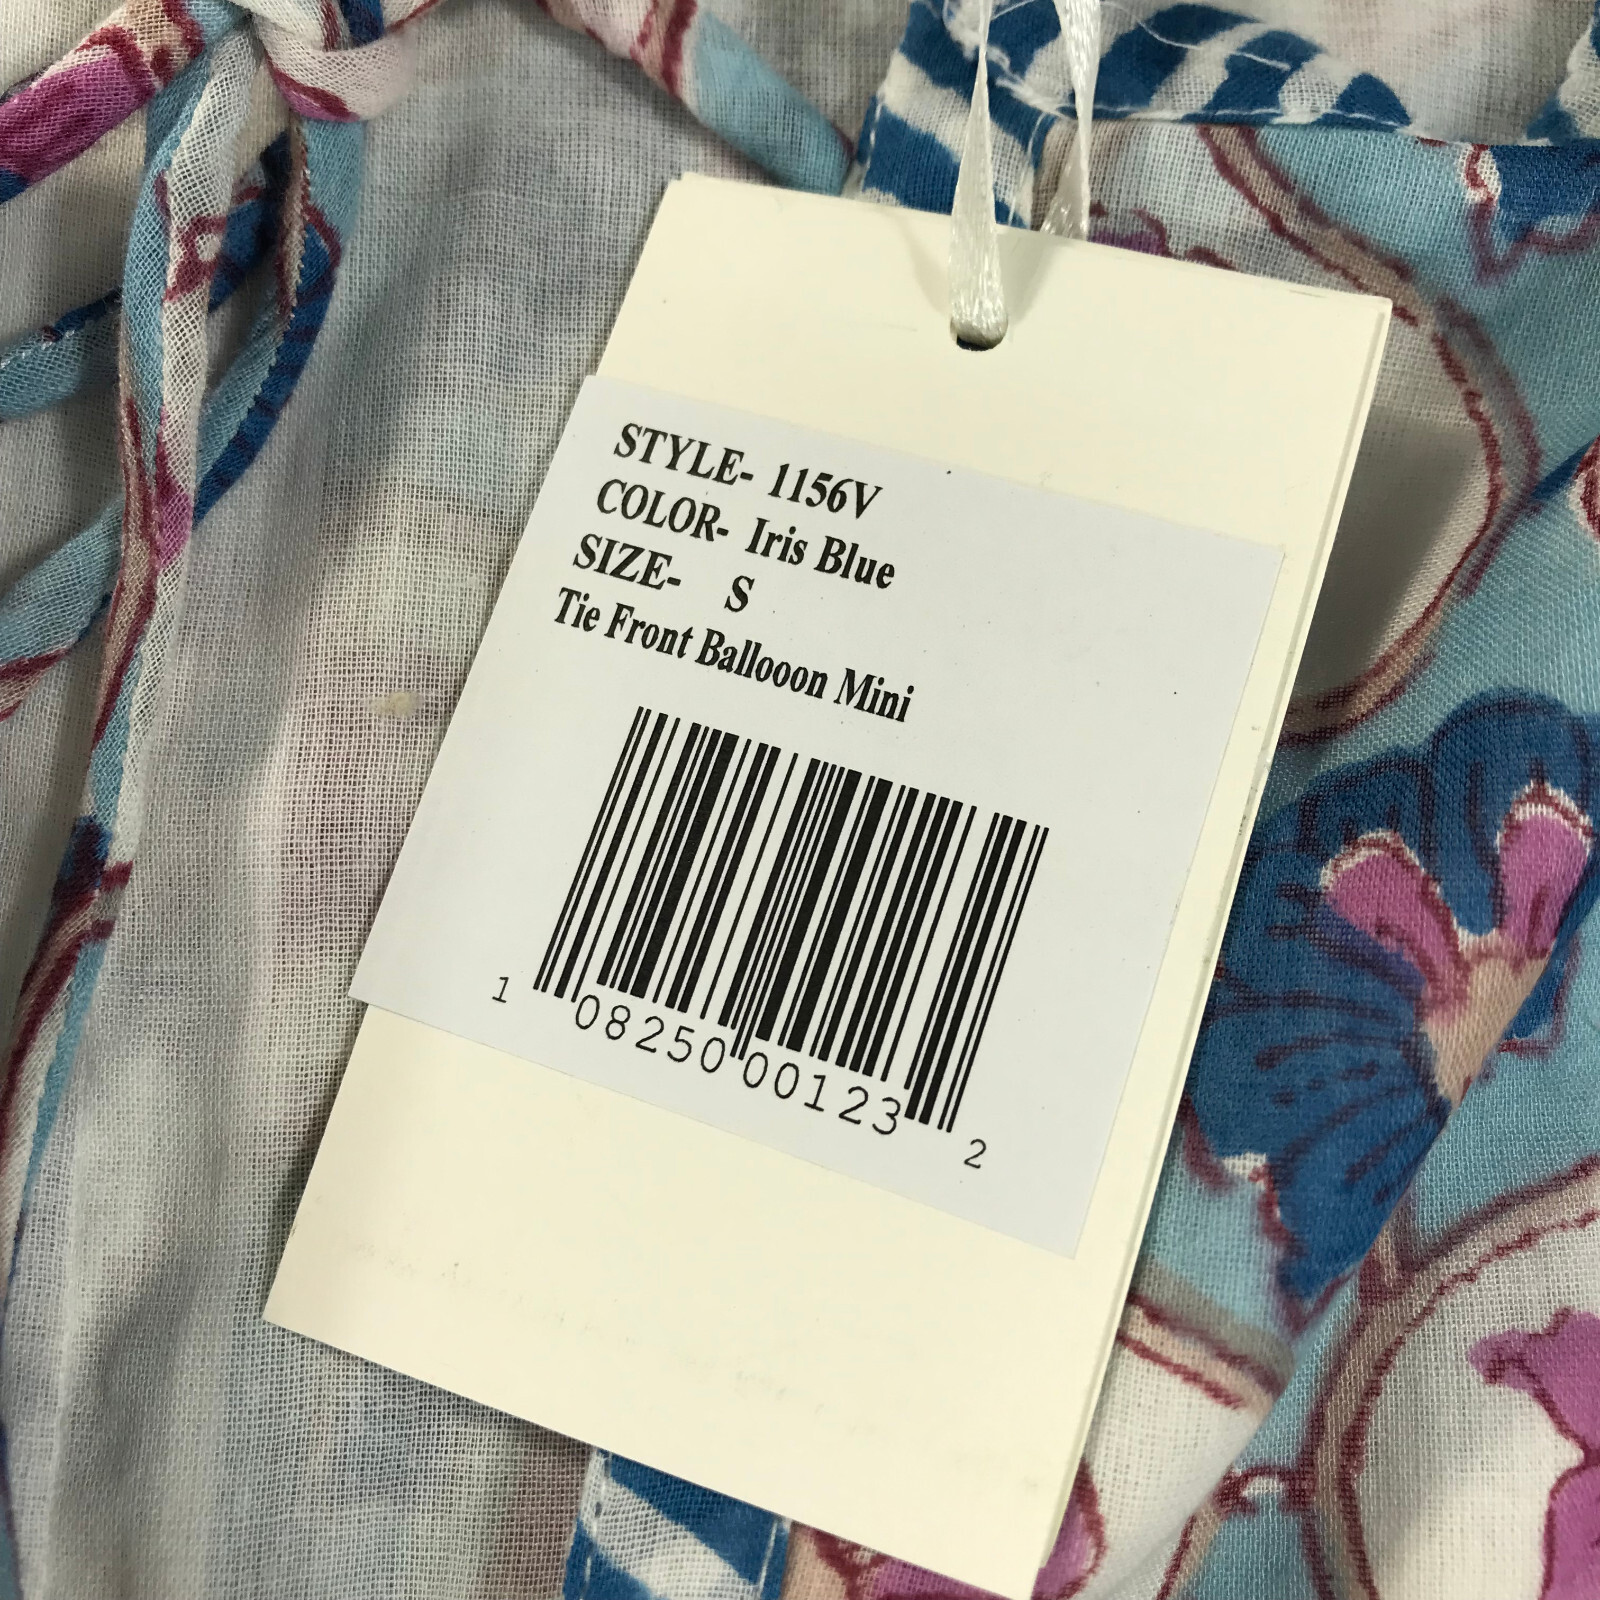 STYLE- 1156V
COLOR- Iris Blue
SIZE- S
Tie Front Ballooon Mini
1 08250 00123 2